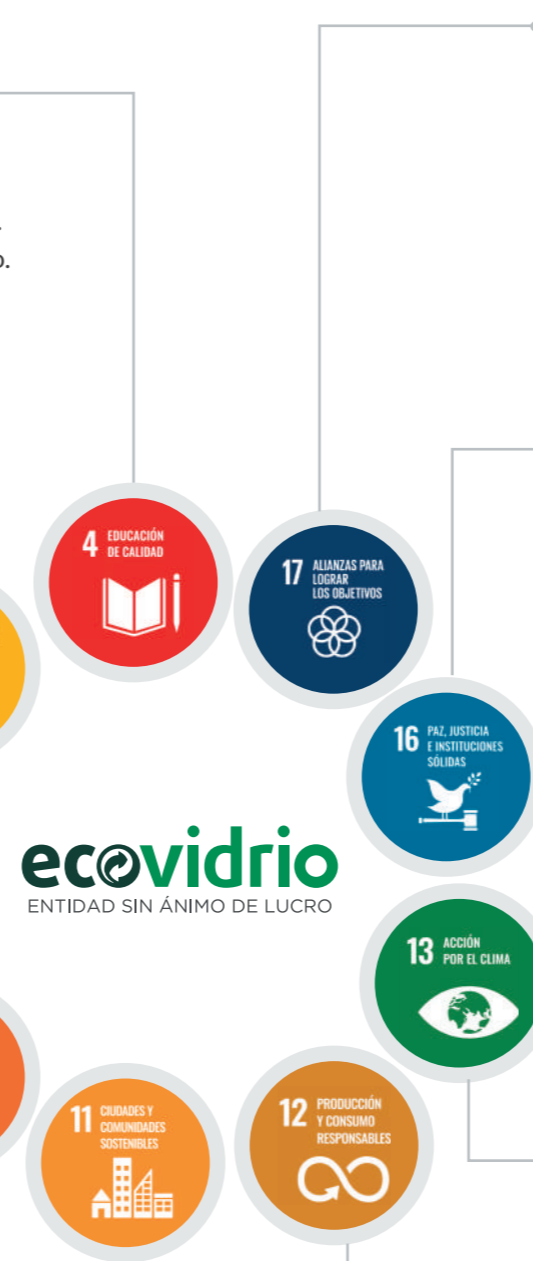 o.
4 EDUCACIÓN
DE CALIDAD
17 ALIANZAS PARA
LOGRAR
LOS OBJETIVOS
16 PAZ, JUSTICIA
E INSTITUCIONES
SÓLIDAS
ecovidrio
ENTIDAD SIN ÁNIMO DE LUCRO
13 ACCIÓN
POR EL CLIMA
11 CIUDADES Y
COMUNIDADES
SOSTENIBLES
12 PRODUCCIÓN
Y CONSUMO
RESPONSABLES